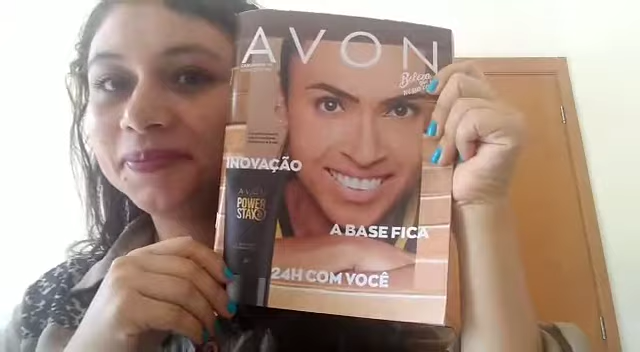 AVON
Beleza
INOVAÇÃO
AVON
POWER
STAY
A BASE FICA
24H COM VOCÊ